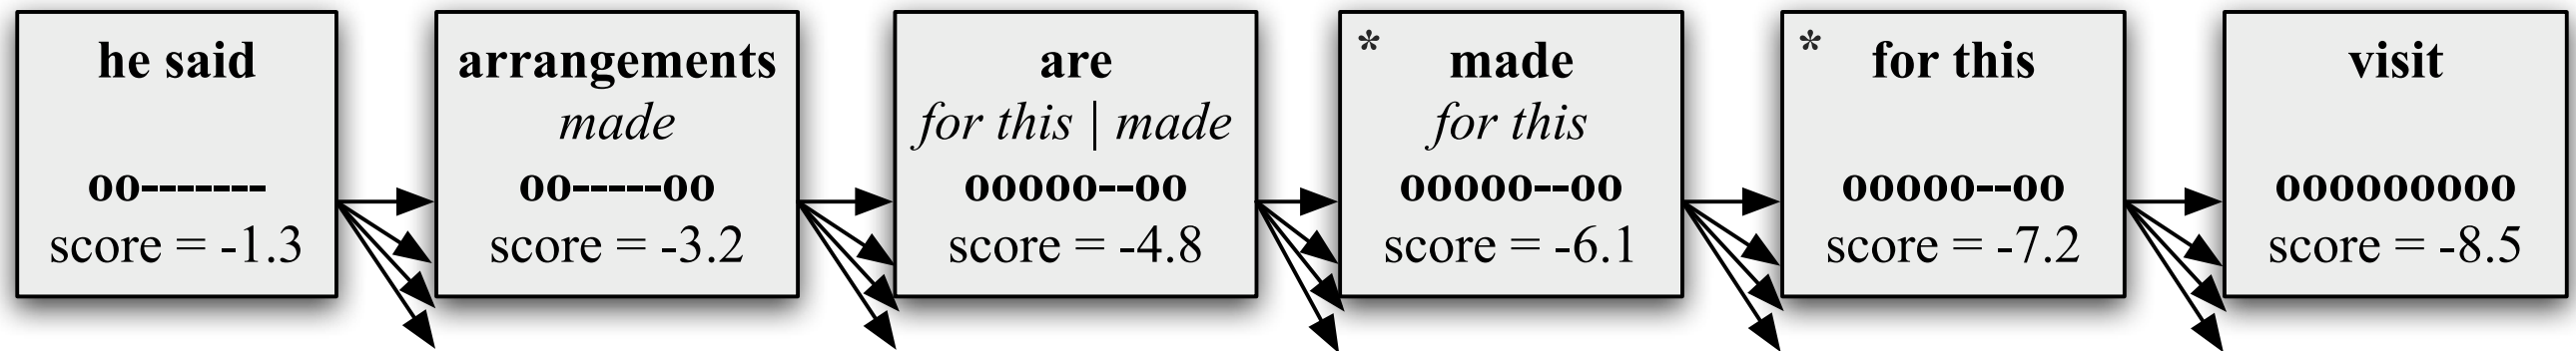 he said
oo-------
score = -1.3
arrangements
made
oo-----oo
score = -3.2
are
for this | made
ooooo--oo
score = -4.8
* made
for this
ooooo--oo
score = -6.1
* for this
ooooo--oo
score = -7.2
visit
ooooooooo
score = -8.5